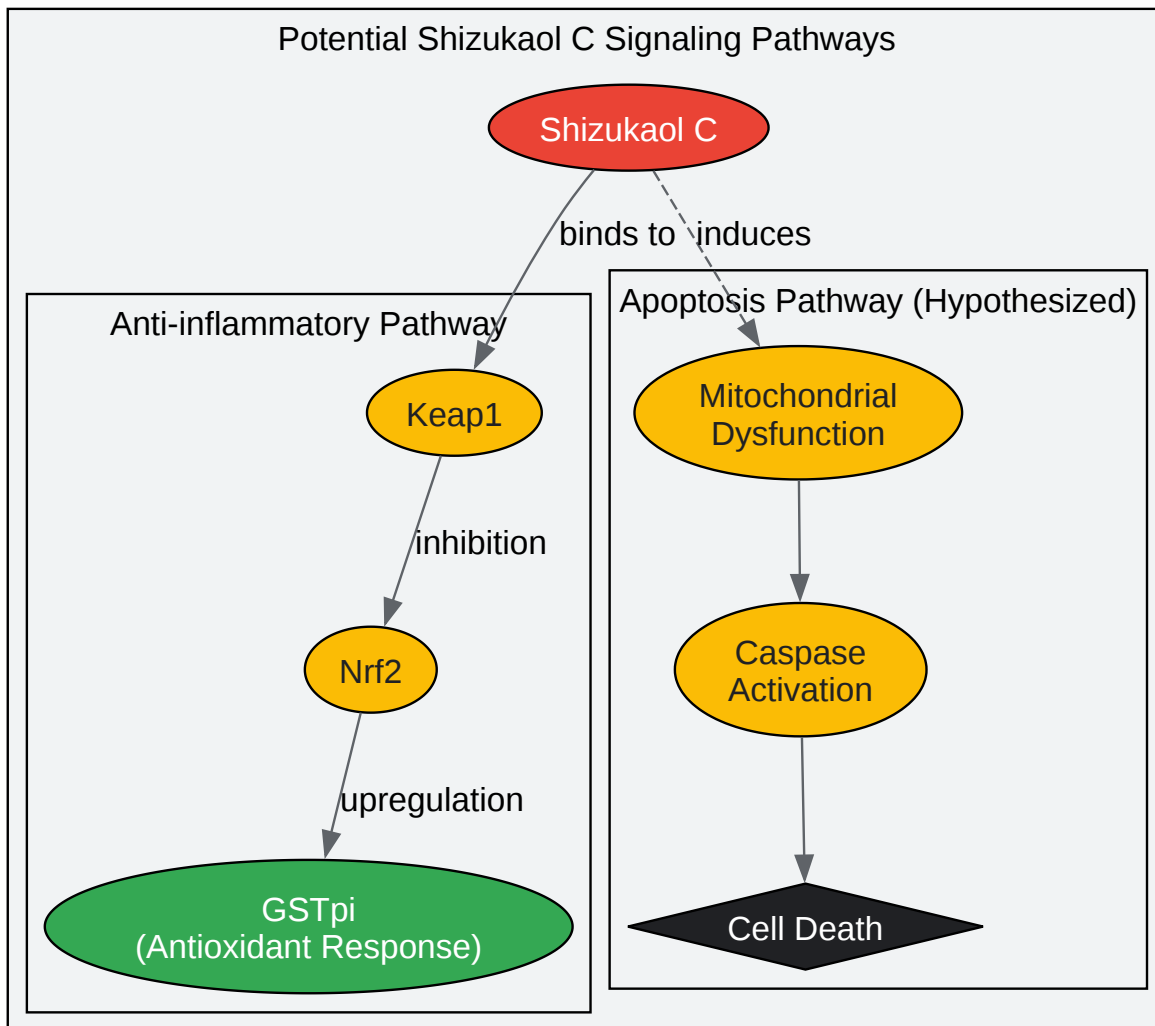 Potential Shizukaol C Signaling Pathways
Shizukaol C
binds to
induces
Anti-inflammatory Pathway
Keap1
inhibition
Nrf2
upregulation
GSTpi
(Antioxidant Response)
Apoptosis Pathway (Hypothesized)
Mitochondrial
Dysfunction
Caspase
Activation
Cell Death